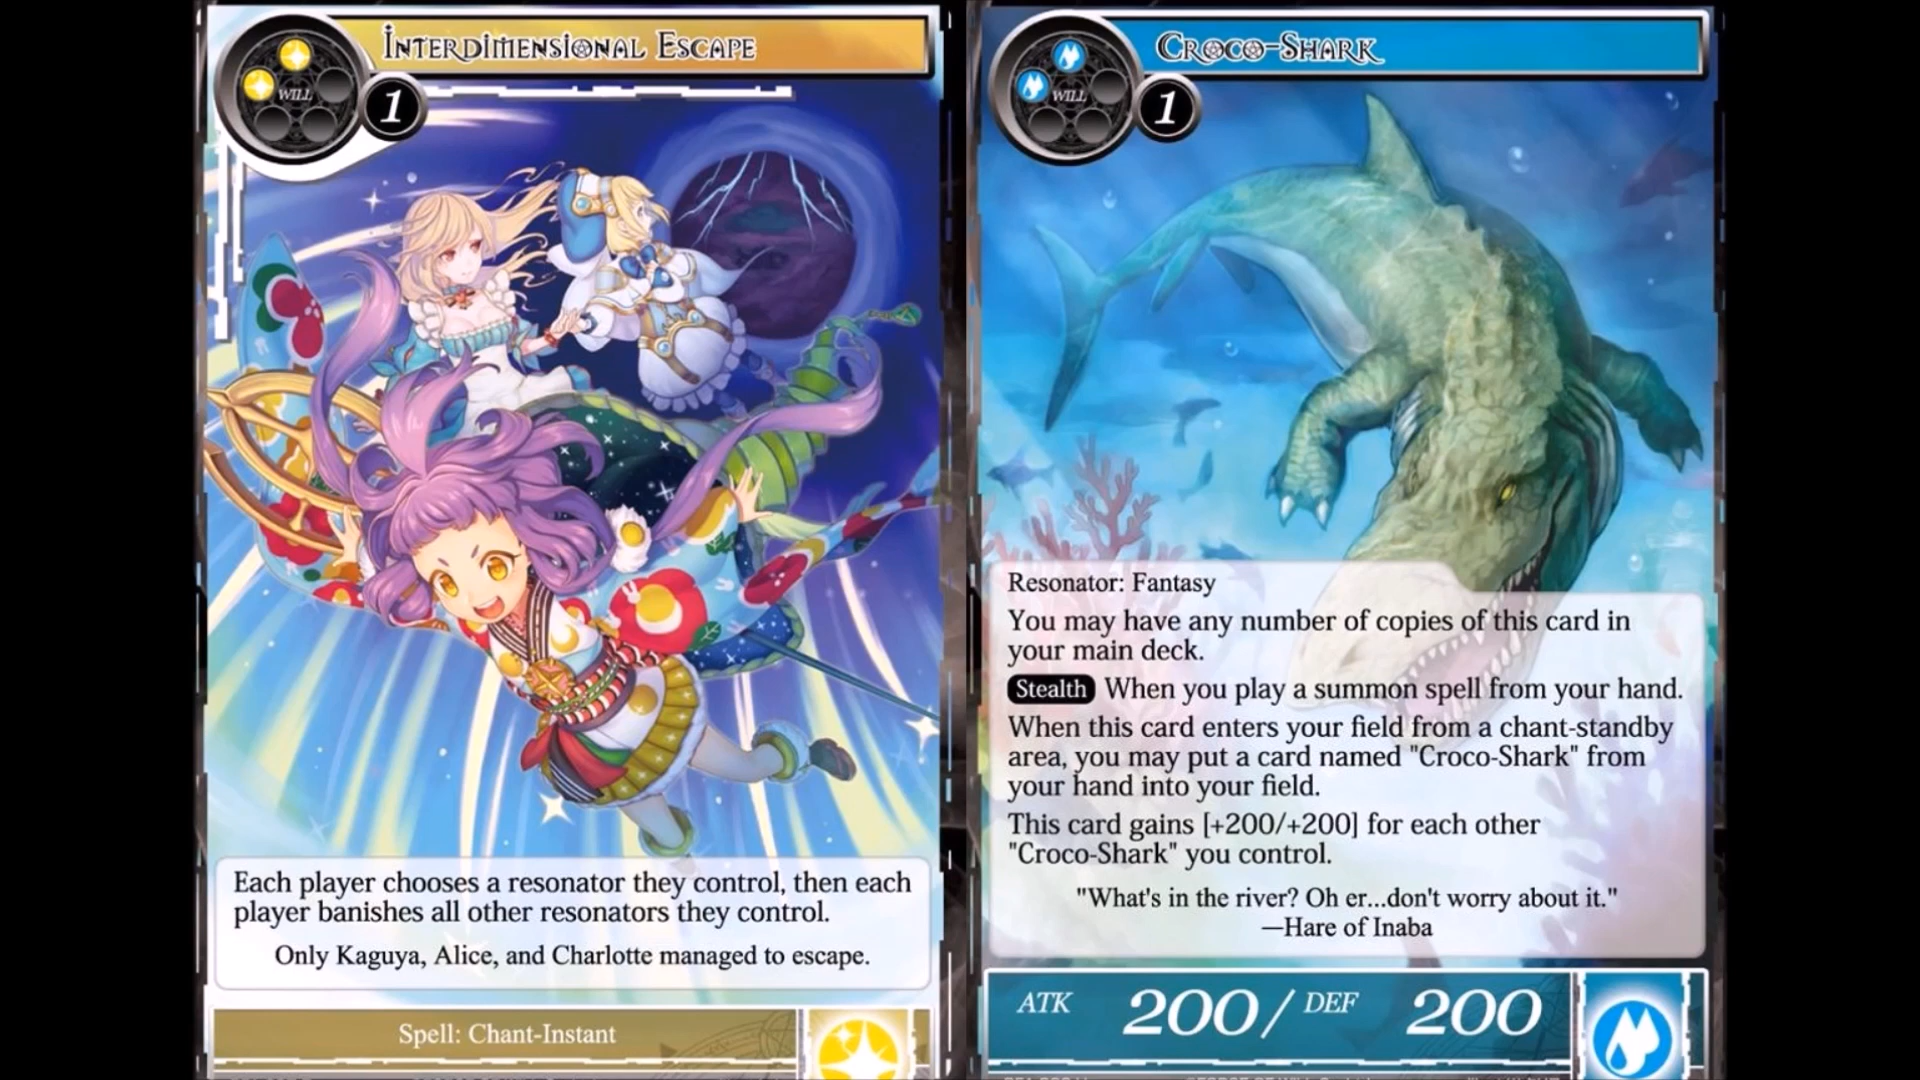 Interdimensional Escape
WILL
1
Each player chooses a resonator they control, then each
player banishes all other resonators they control.
Only Kaguya, Alice, and Charlotte managed to escape.
Spell: Chant-Instant
Croco-Shark
WILL
1
Resonator: Fantasy
You may have any number of copies of this card in
your main deck.
Stealth When you play a summon spell from your hand.
When this card enters your field from a chant-standby
area, you may put a card named "Croco-Shark" from
your hand into your field.
This card gains [+200/+200] for each other
"Croco-Shark" you control.
"What's in the river? Oh er...don't worry about it."
—Hare of Inaba
ATK 200 / DEF 200